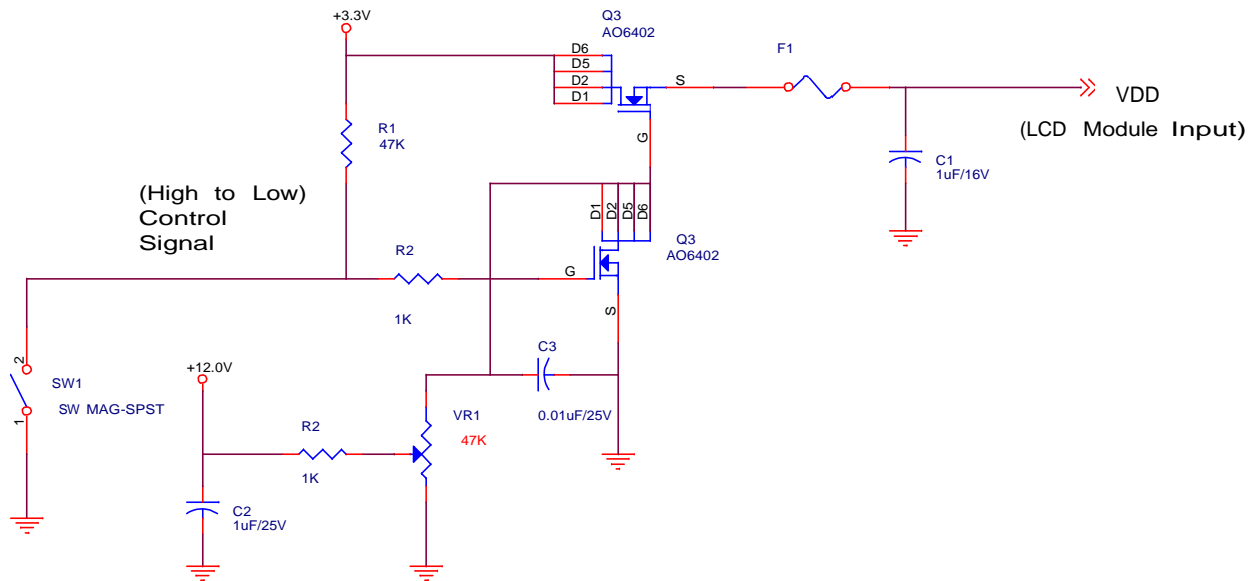 +3.3V
Q3
AO6402
D6
D5
D2
D1
S
G
F1
VDD
(LCD Module Input)
C1
1uF/16V
R1
47K
(High to Low)
Control
Signal
R2
1K
G
D1
D2
D5
D6
Q3
AO6402
S
2
1
SW1
SW MAG-SPST
+12.0V
R2
1K
C2
1uF/25V
VR1
47K
C3
0.01uF/25V